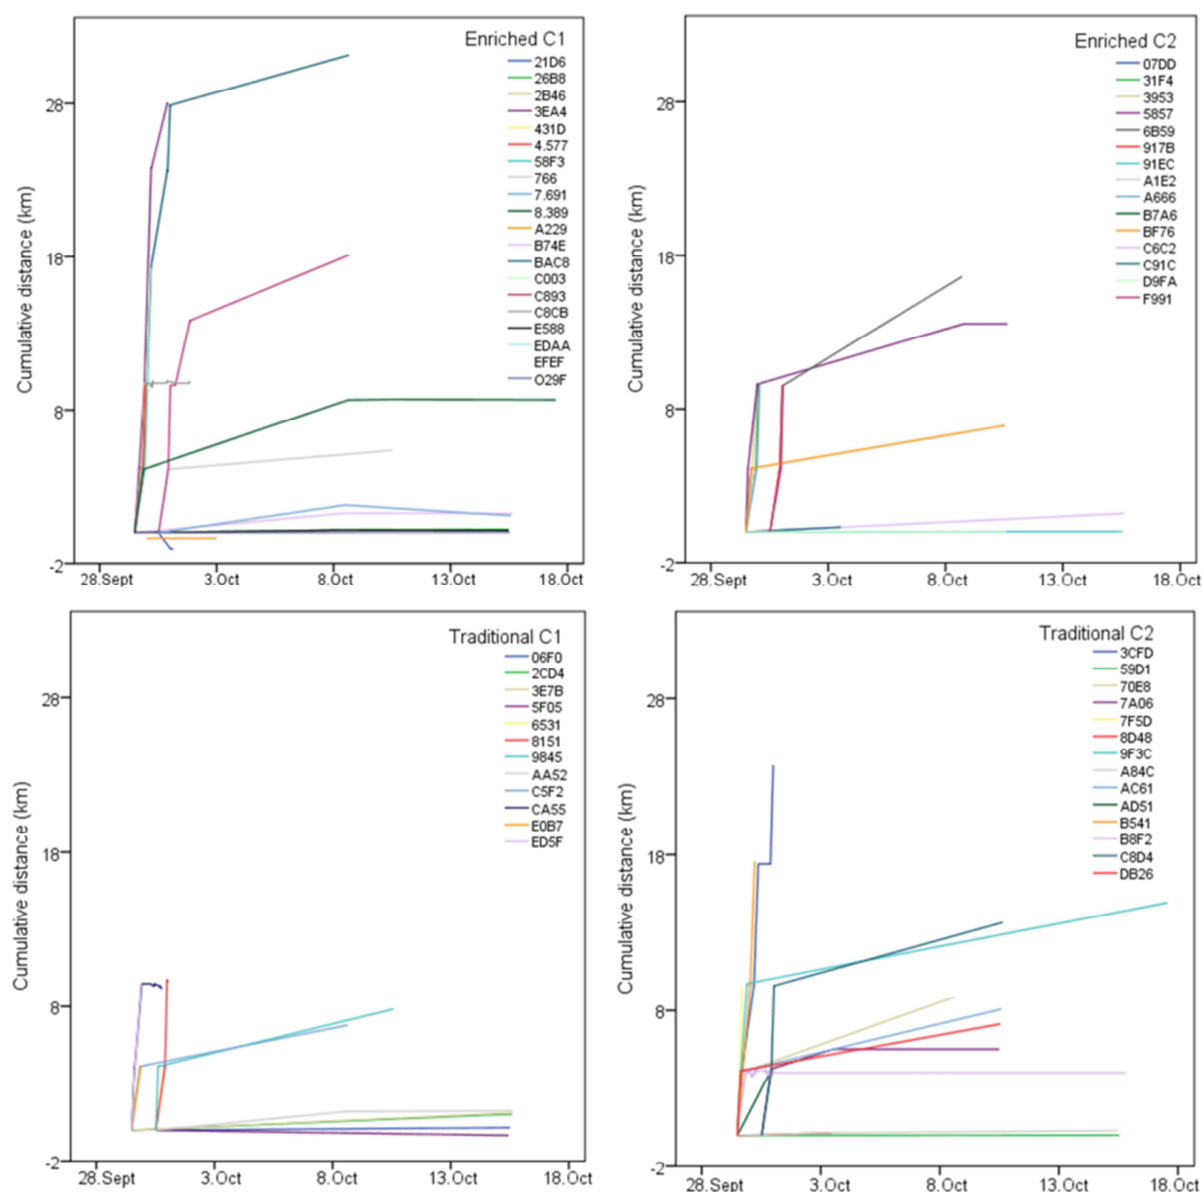 Enriched C1
21D6
26B8
2B46
3EA4
431D
4.577
58F3
766
7.691
8.389
A229
B74E
BAC8
C003
C893
C8CB
E588
EDAA
EFEF
O29F
Cumulative distance (km)
28
18
8
-2
28.Sept 3.Oct 8.Oct 13.Oct 18.Oct
Enriched C2
07DD
31F4
3953
5857
6B59
917B
91EC
A1E2
A666
B7A6
BF76
C6C2
C91C
D9FA
F991
Cumulative distance (km)
28
18
8
-2
28.Sept 3.Oct 8.Oct 13.Oct 18.Oct
Traditional C1
06F0
2CD4
3E7B
5F05
6531
8151
9845
AA52
C5F2
CA55
E0B7
ED5F
Cumulative distance (km)
28
18
8
-2
28.Sept 3.Oct 8.Oct 13.Oct 18.Oct
Traditional C2
3CFD
59D1
70E8
7A06
7F5D
8D48
9F3C
A84C
AC61
AD51
B541
B8F2
C8D4
DB26
Cumulative distance (km)
28
18
8
-2
28.Sept 3.Oct 8.Oct 13.Oct 18.Oct